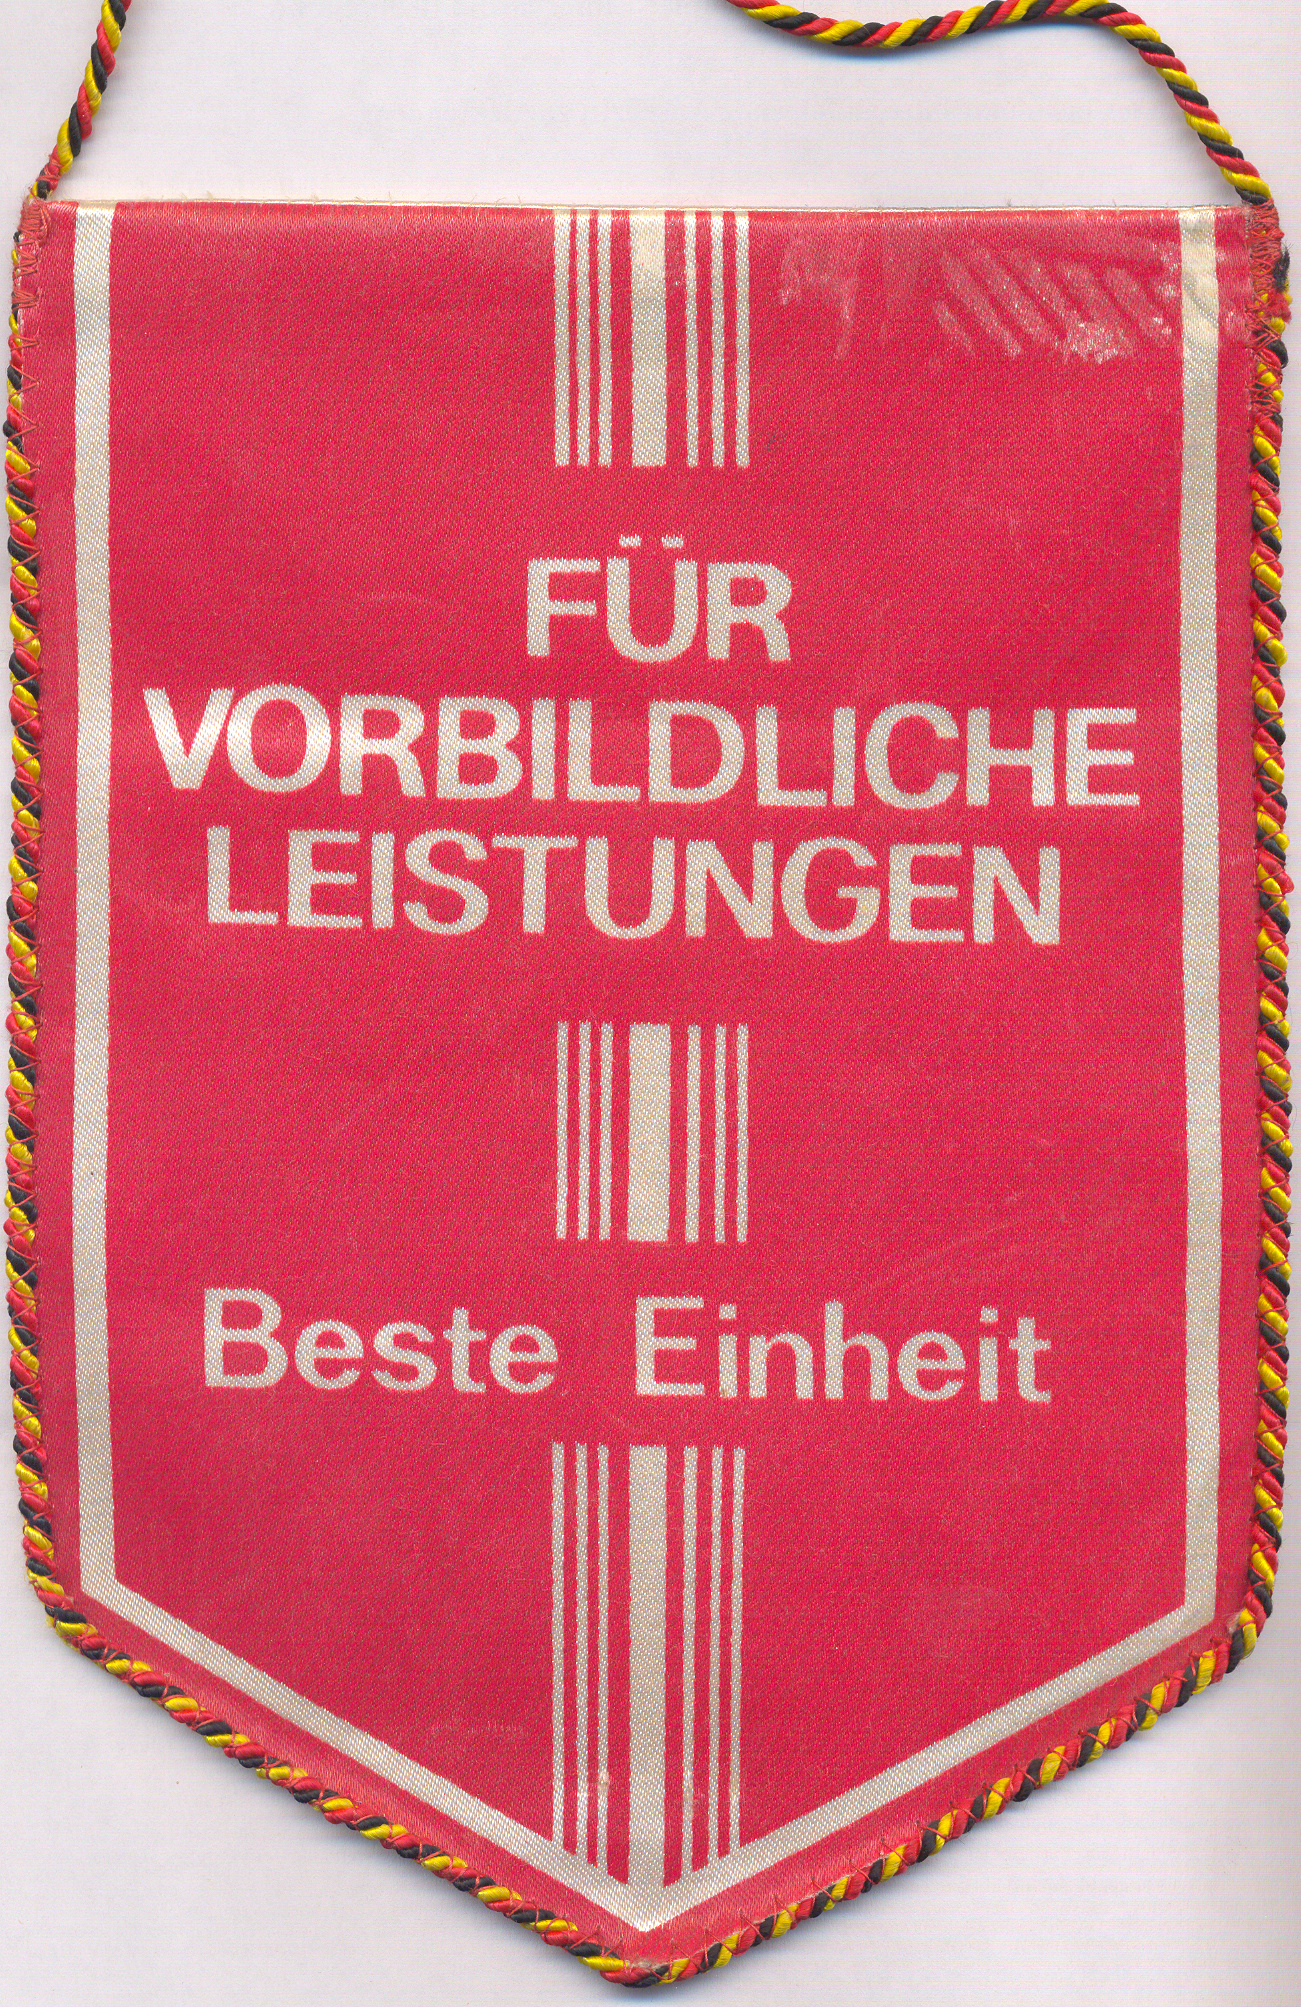 FÜR
VORBILDLICHE
LEISTUNGEN
Beste Einheit